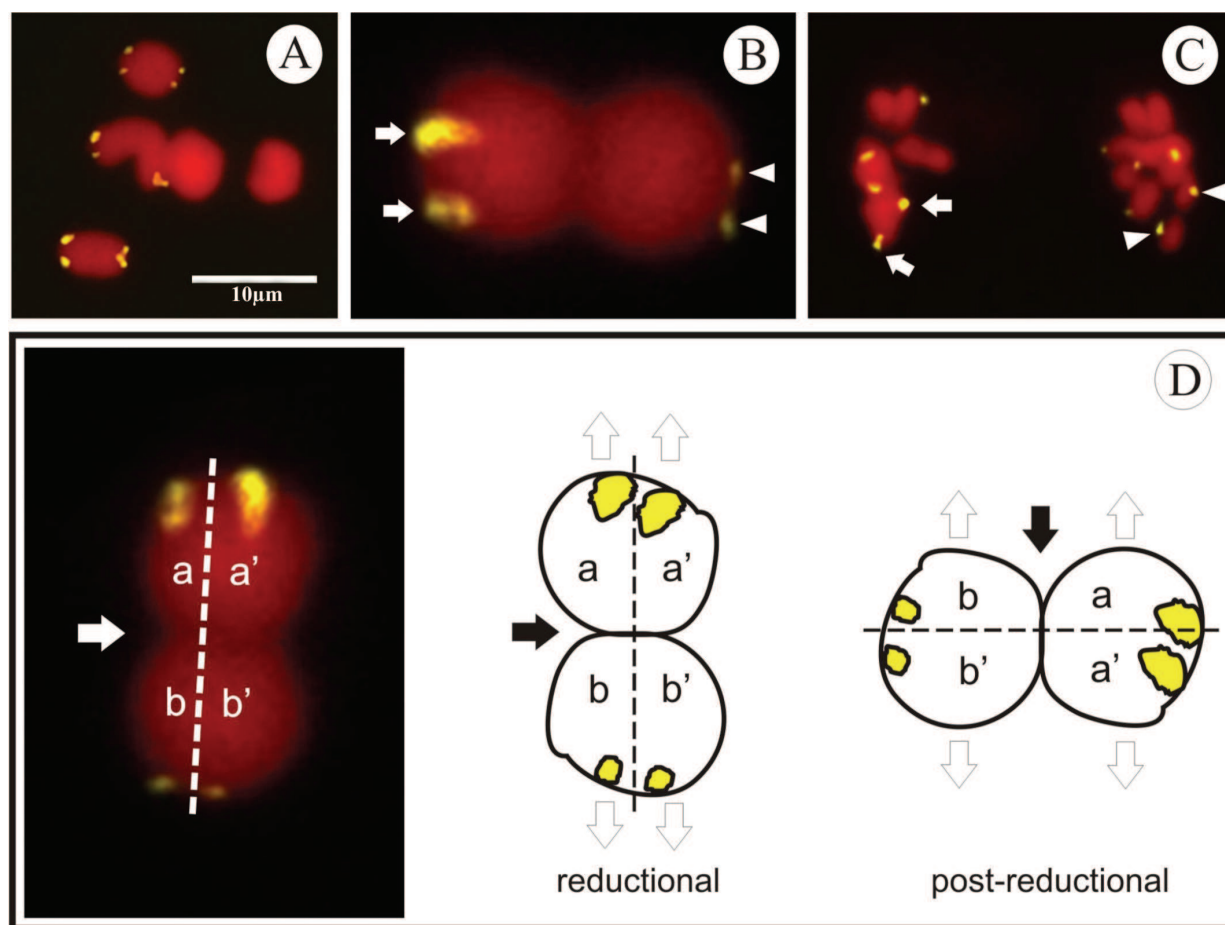 A
B
C
10µm
D
a a'
b b'
a a'
b b'
b a
b' a'
reductional
post-reductional